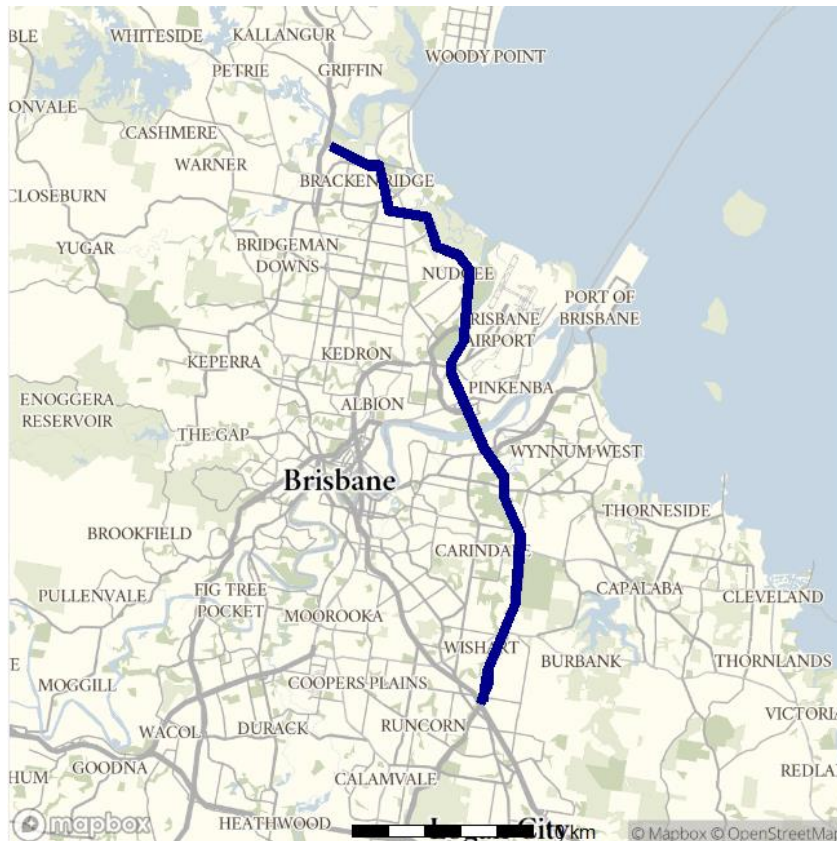 BLE
WHITESIDE
KALLANGUR
WOODY POINT
PETRIE
GRIFFIN
ONVALE
CASHMERE
WARNER
BRACKEN RIDGE
CLOSEBURN
YUGAR
BRIDGEMAN
DOWNS
NUDGEE
PORT OF
BRISBANE
RISBANE
AIRPORT
KEPERRA
KEDRON
PINKENBA
ENOGGERA
RESERVOIR
ALBION
THE GAP
WYNNUM WEST
Brisbane
THORNESIDE
BROOKFIELD
CARINDALE
PULLENVALE
FIG TREE
POCKET
CAPALABA
CLEVELAND
MOOROOKA
WISHART
BURBANK
THORNLANDS
MOGGILL
COOPERS PLAINS
VICTORIA
WACOL
DURACK
RUNCORN
GOODNA
CALAMVALE
REDLA
HUM
HEATHWOOD
City
km
mapbox
© Mapbox © OpenStreetMap